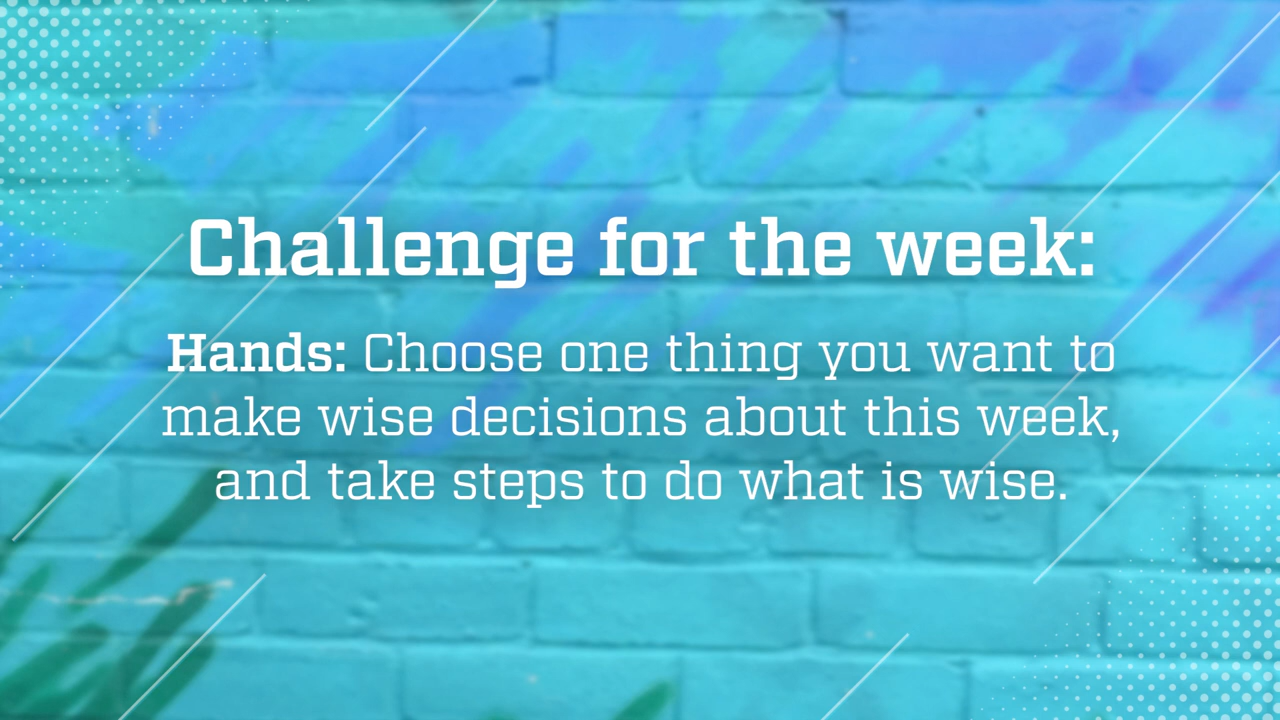 Challenge for the week:
Hands: Choose one thing you want to
make wise decisions about this week,
and take steps to do what is wise.